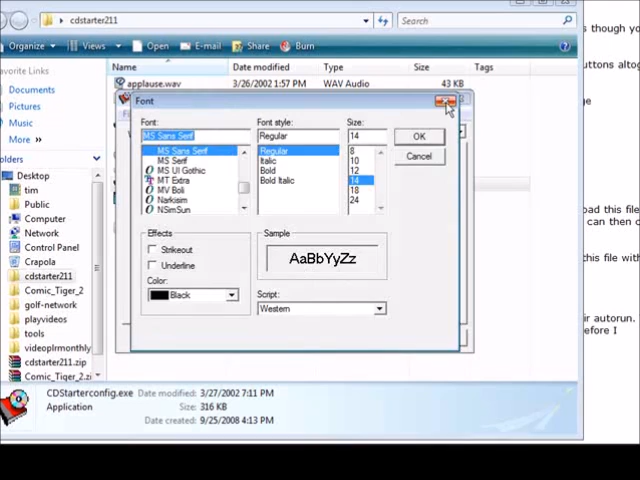 cdstarter211
Search
s though yo
Organize
Views
Open
E-mail
Share
Burn
avorite Links
Name
Date modified
Type
Size
Tags
uttons altog
Documents
applause.wav
3/26/2002 1:57 PM
WAV Audio
43 KB
Pictures
Font
ge
Music
More »
Font:
Font style:
Size:
MS Sans Serif
Regular
14
OK
MS Sans Serif
Regular
8
Cancel
MS Serif
Italic
10
MS UI Gothic
Bold
12
MT Extra
Bold Italic
14
MV Boli
18
Narkisim
24
NSimSun
olders
Desktop
tim
Public
Computer
Network
Control Panel
Crapola
cdstarter211
Comic_Tiger_2
golf-network
playvideos
tools
videoplrmonthly
cdstarter211.zip
Comic_Tiger_2.zi
oad this file
can then c
Effects
Sample
Strikeout
Underline
AaBbYyZz
this file with
Color:
Black
Script:
Western
ir autorun.
efore I
CDStarterconfig.exe
Date modified: 3/27/2002 7:11 PM
Application
Size: 316 KB
Date created: 9/25/2008 4:13 PM